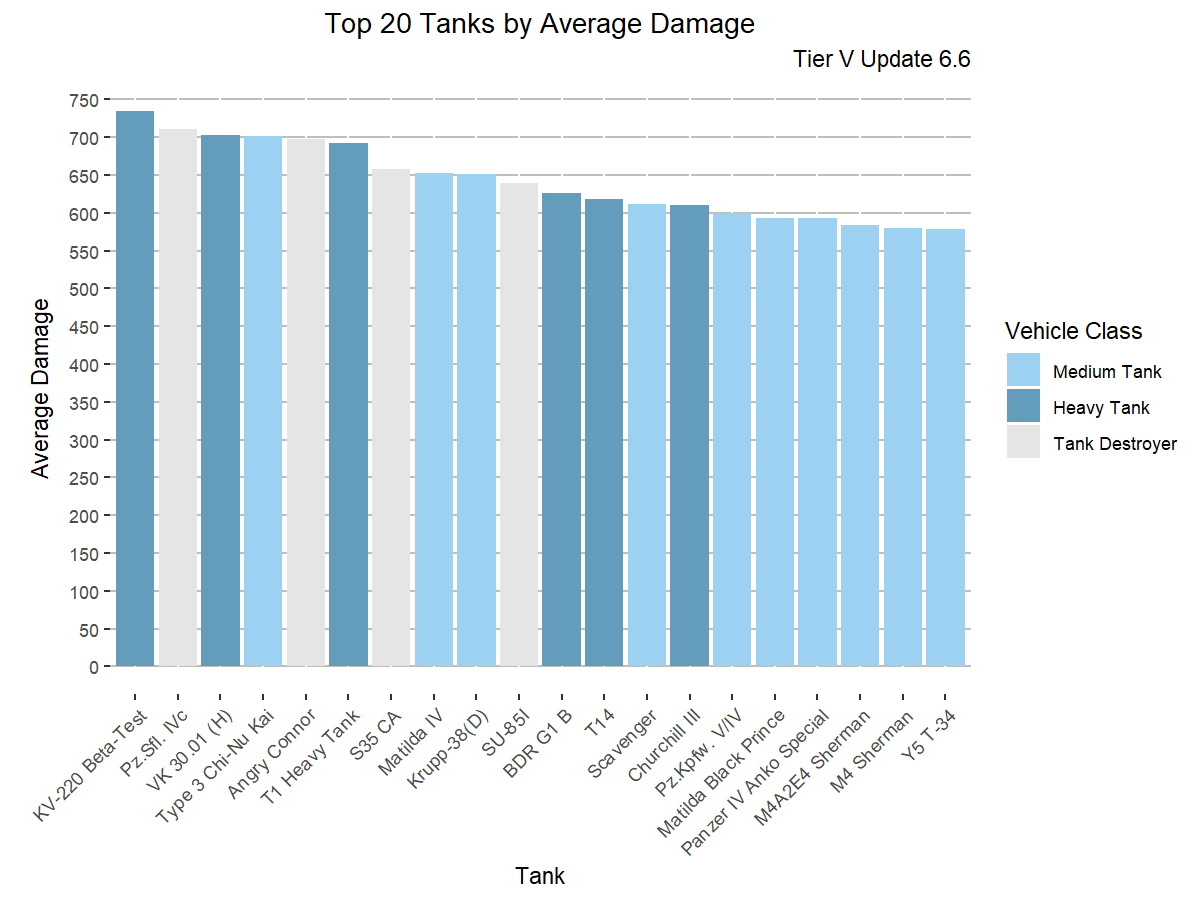 Top 20 Tanks by Average Damage
Tier V Update 6.6
Average Damage
750
700
650
600
550
500
450
400
350
300
250
200
150
100
50
0
KV-220 Beta-Test
Pz.Sfl. IVc
VK 30.01 (H)
Type 3 Chi-Nu Kai
Angry Connor
T1 Heavy Tank
S35 CA
Matilda IV
Krupp-38(D)
SU-85I
BDR G1 B
T14
Scavenger
Churchill III
Pz.Kpfw. V/IV
Matilda Black Prince
Panzer IV Anko Special
M4A2E4 Sherman
M4 Sherman
Y5 T-34
Tank
Vehicle Class
Medium Tank
Heavy Tank
Tank Destroyer